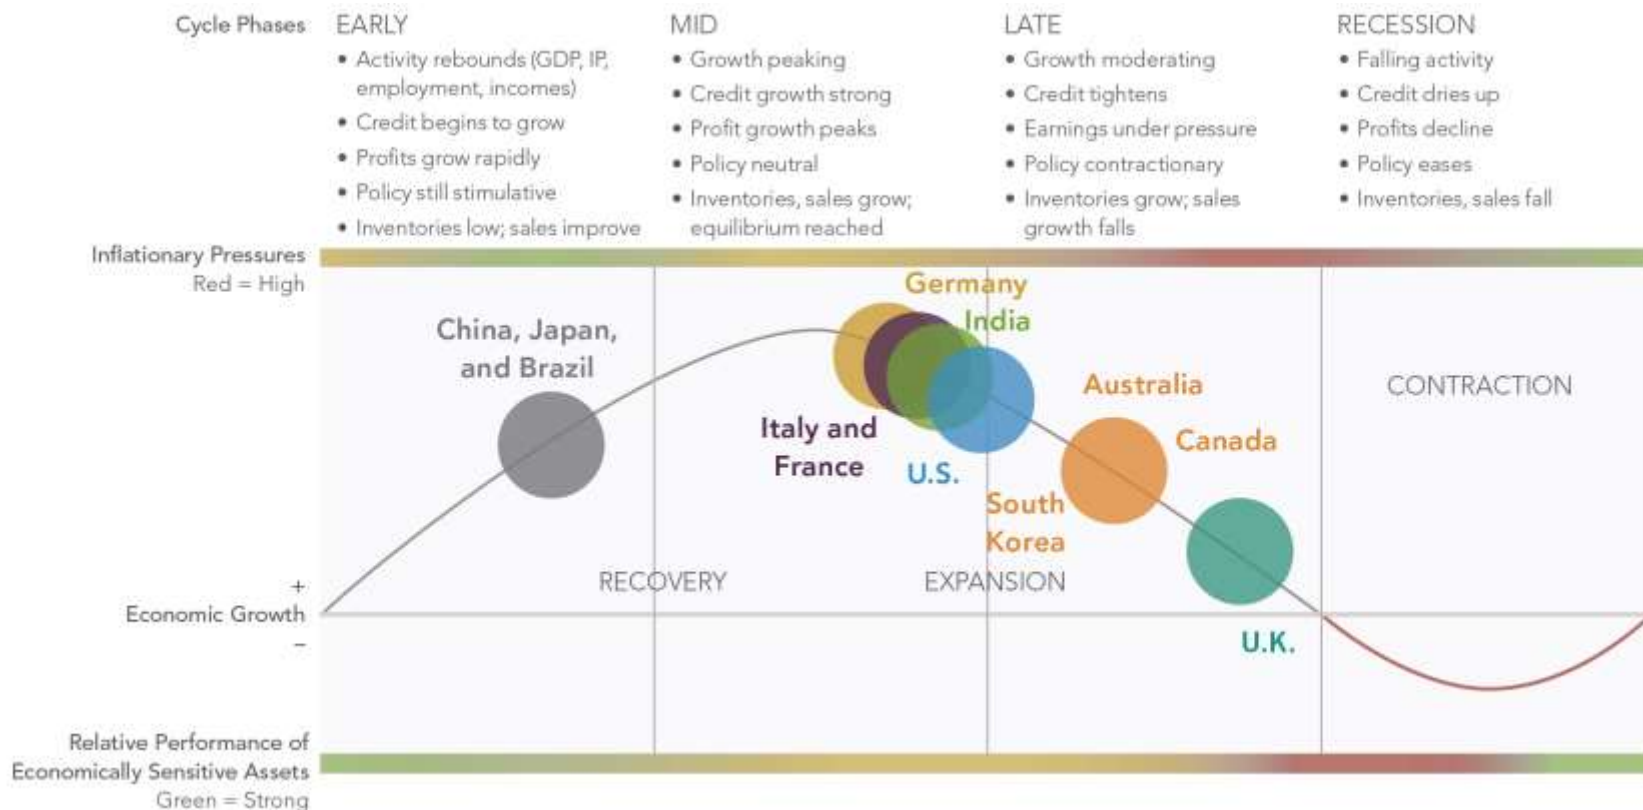 Cycle Phases
EARLY
• Activity rebounds (GDP, IP,
employment, incomes)
• Credit begins to grow
• Profits grow rapidly
• Policy still stimulative
• Inventories low; sales improve
MID
• Growth peaking
• Credit growth strong
• Profit growth peaks
• Policy neutral
• Inventories, sales grow;
equilibrium reached
LATE
• Growth moderating
• Credit tightens
• Earnings under pressure
• Policy contractionary
• Inventories grow; sales
growth falls
RECESSION
• Falling activity
• Credit dries up
• Profits decline
• Policy eases
• Inventories, sales fall
Inflationary Pressures
Red = High
China, Japan,
and Brazil
Germany
India
Italy and
France
U.S.
Australia
Canada
South
Korea
U.K.
CONTRACTION
RECOVERY
EXPANSION
+
Economic Growth
–
Relative Performance of
Economically Sensitive Assets
Green = Strong